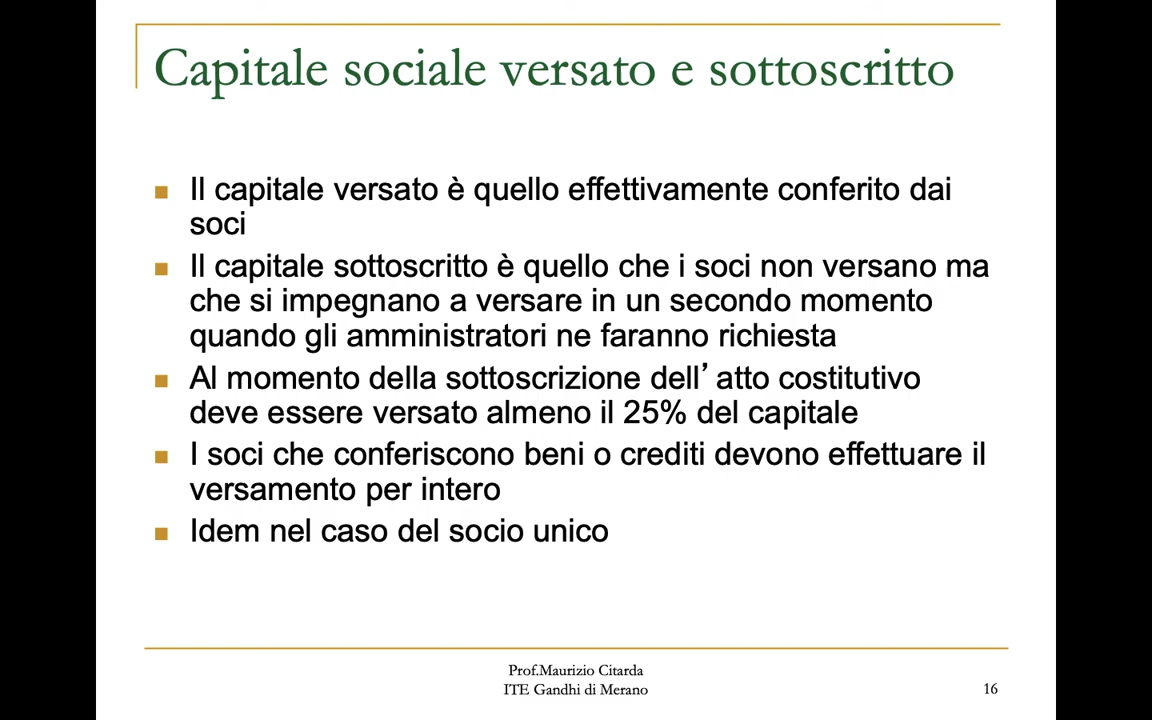 Capitale sociale versato e sottoscritto
Il capitale versato è quello effettivamente conferito dai
soci
Il capitale sottoscritto è quello che i soci non versano ma
che si impegnano a versare in un secondo momento
quando gli amministratori ne faranno richiesta
Al momento della sottoscrizione dell’ atto costitutivo
deve essere versato almeno il 25% del capitale
I soci che conferiscono beni o crediti devono effettuare il
versamento per intero
Idem nel caso del socio unico
Prof.Maurizio Citarda
ITE Gandhi di Merano
16